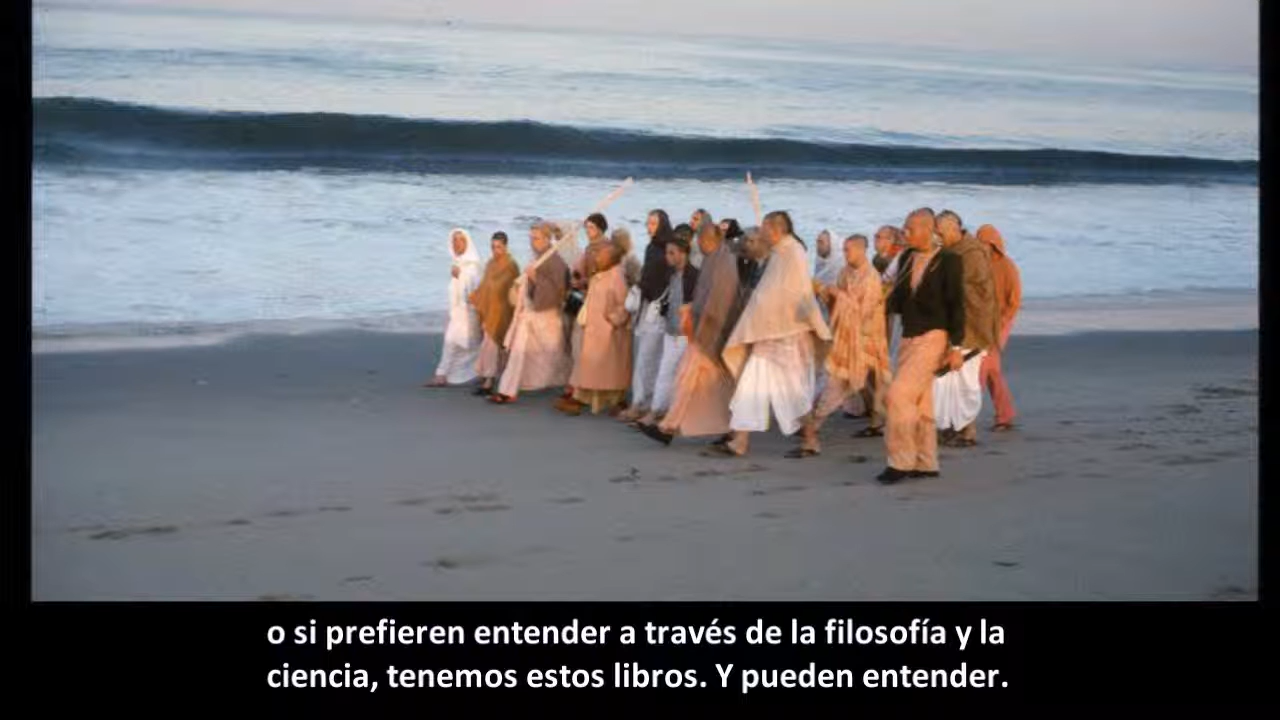 o si prefieren entender a través de la filosofía y la
ciencia, tenemos estos libros. Y pueden entender.